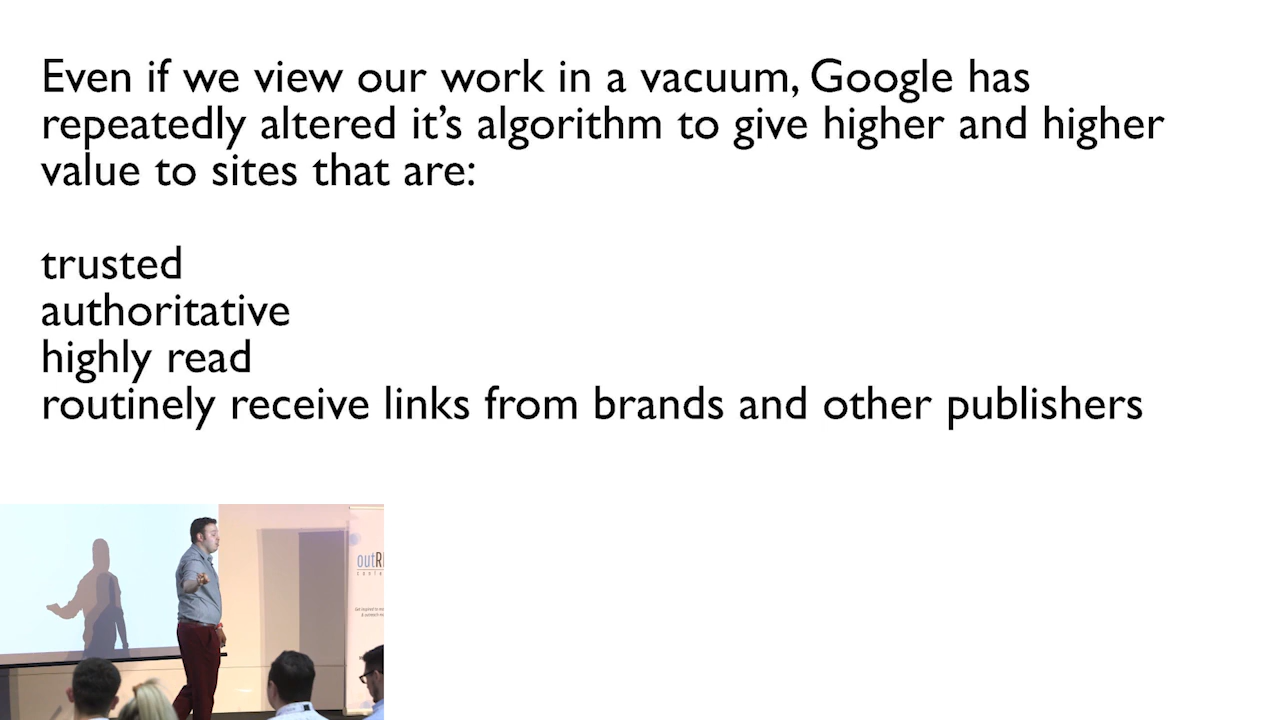 Even if we view our work in a vacuum, Google has
repeatedly altered it’s algorithm to give higher and higher
value to sites that are:
trusted
authoritative
highly read
routinely receive links from brands and other publishers
outR